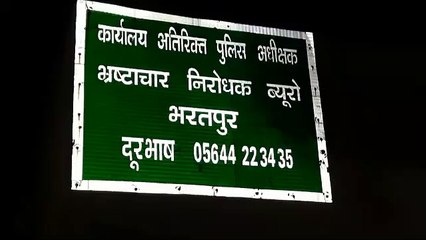 कार्यालय अतिरिक्त पुलिस अधीक्षक
भ्रष्टाचार निरोधक ब्यूरो
भरतपुर
दूरभाष 05644 223435